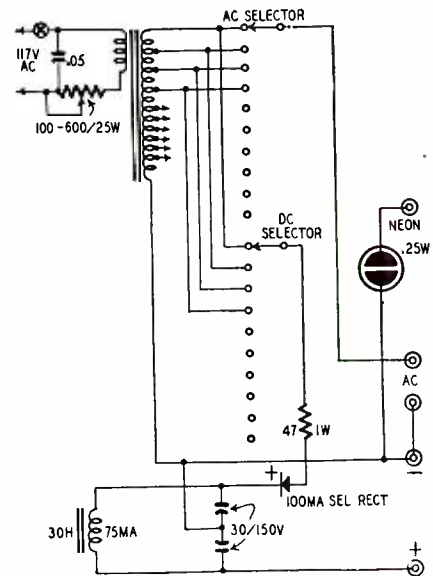 AC SELECTOR
117V
AC
.05
100-600/25W
DC
SELECTOR
NEON
.25W
AC
47
1W
+
100MA SEL RECT
−
30H
75MA
30/150V
+